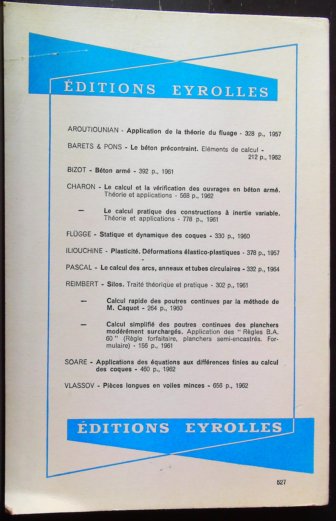 ÉDITIONS EYROLLES
AROUTIOUNIAN - Application de la théorie du fluage - 328 p., 1957
BARETS & PONS - Le béton précontraint. Eléments de calcul -
212 p., 1962
BIZOT - Béton armé - 392 p., 1961
CHARON - Le calcul et la vérification des ouvrages en béton armé.
Théorie et applications - 568 p., 1962
— Le calcul pratique des constructions à inertie variable.
Théorie et applications - 778 p., 1961
FLÜGGE - Statique et dynamique des coques - 330 p., 1960
ILIOUCHINE - Plasticité. Déformations élastico-plastiques - 378 p., 1957
PASCAL - Le calcul des arcs, anneaux et tubes circulaires - 332 p., 1964
REIMBERT - Silos. Traité théorique et pratique - 302 p., 1961
— Calcul rapide des poutres continues par la méthode de
M. Caquot - 264 p., 1960
— Calcul simplifié des poutres continues des planchers
modérément surchargés. Application des " Règles B.A.
60 " (Règle forfaitaire, planchers semi-encastrés. For-
mulaire) - 155 p., 1961
SOARE - Applications des équations aux différences finies au calcul
des coques - 460 p., 1962
VLASSOV - Pièces longues en voiles minces - 656 p., 1962
ÉDITIONS EYROLLES
527